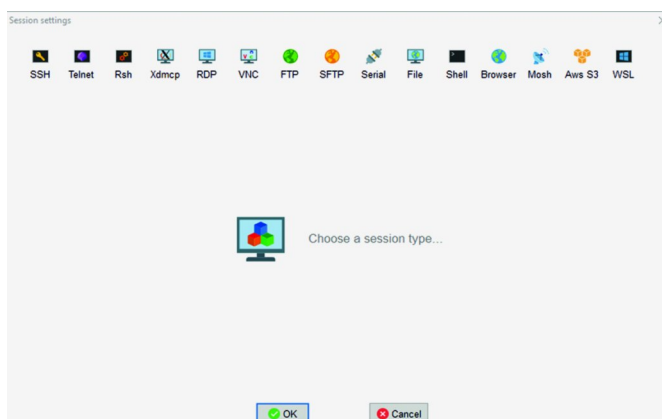 Session settings
SSH Telnet Rsh Xdmcp RDP VNC FTP SFTP Serial File Shell Browser Mosh Aws S3 WSL
Choose a session type...
OK Cancel